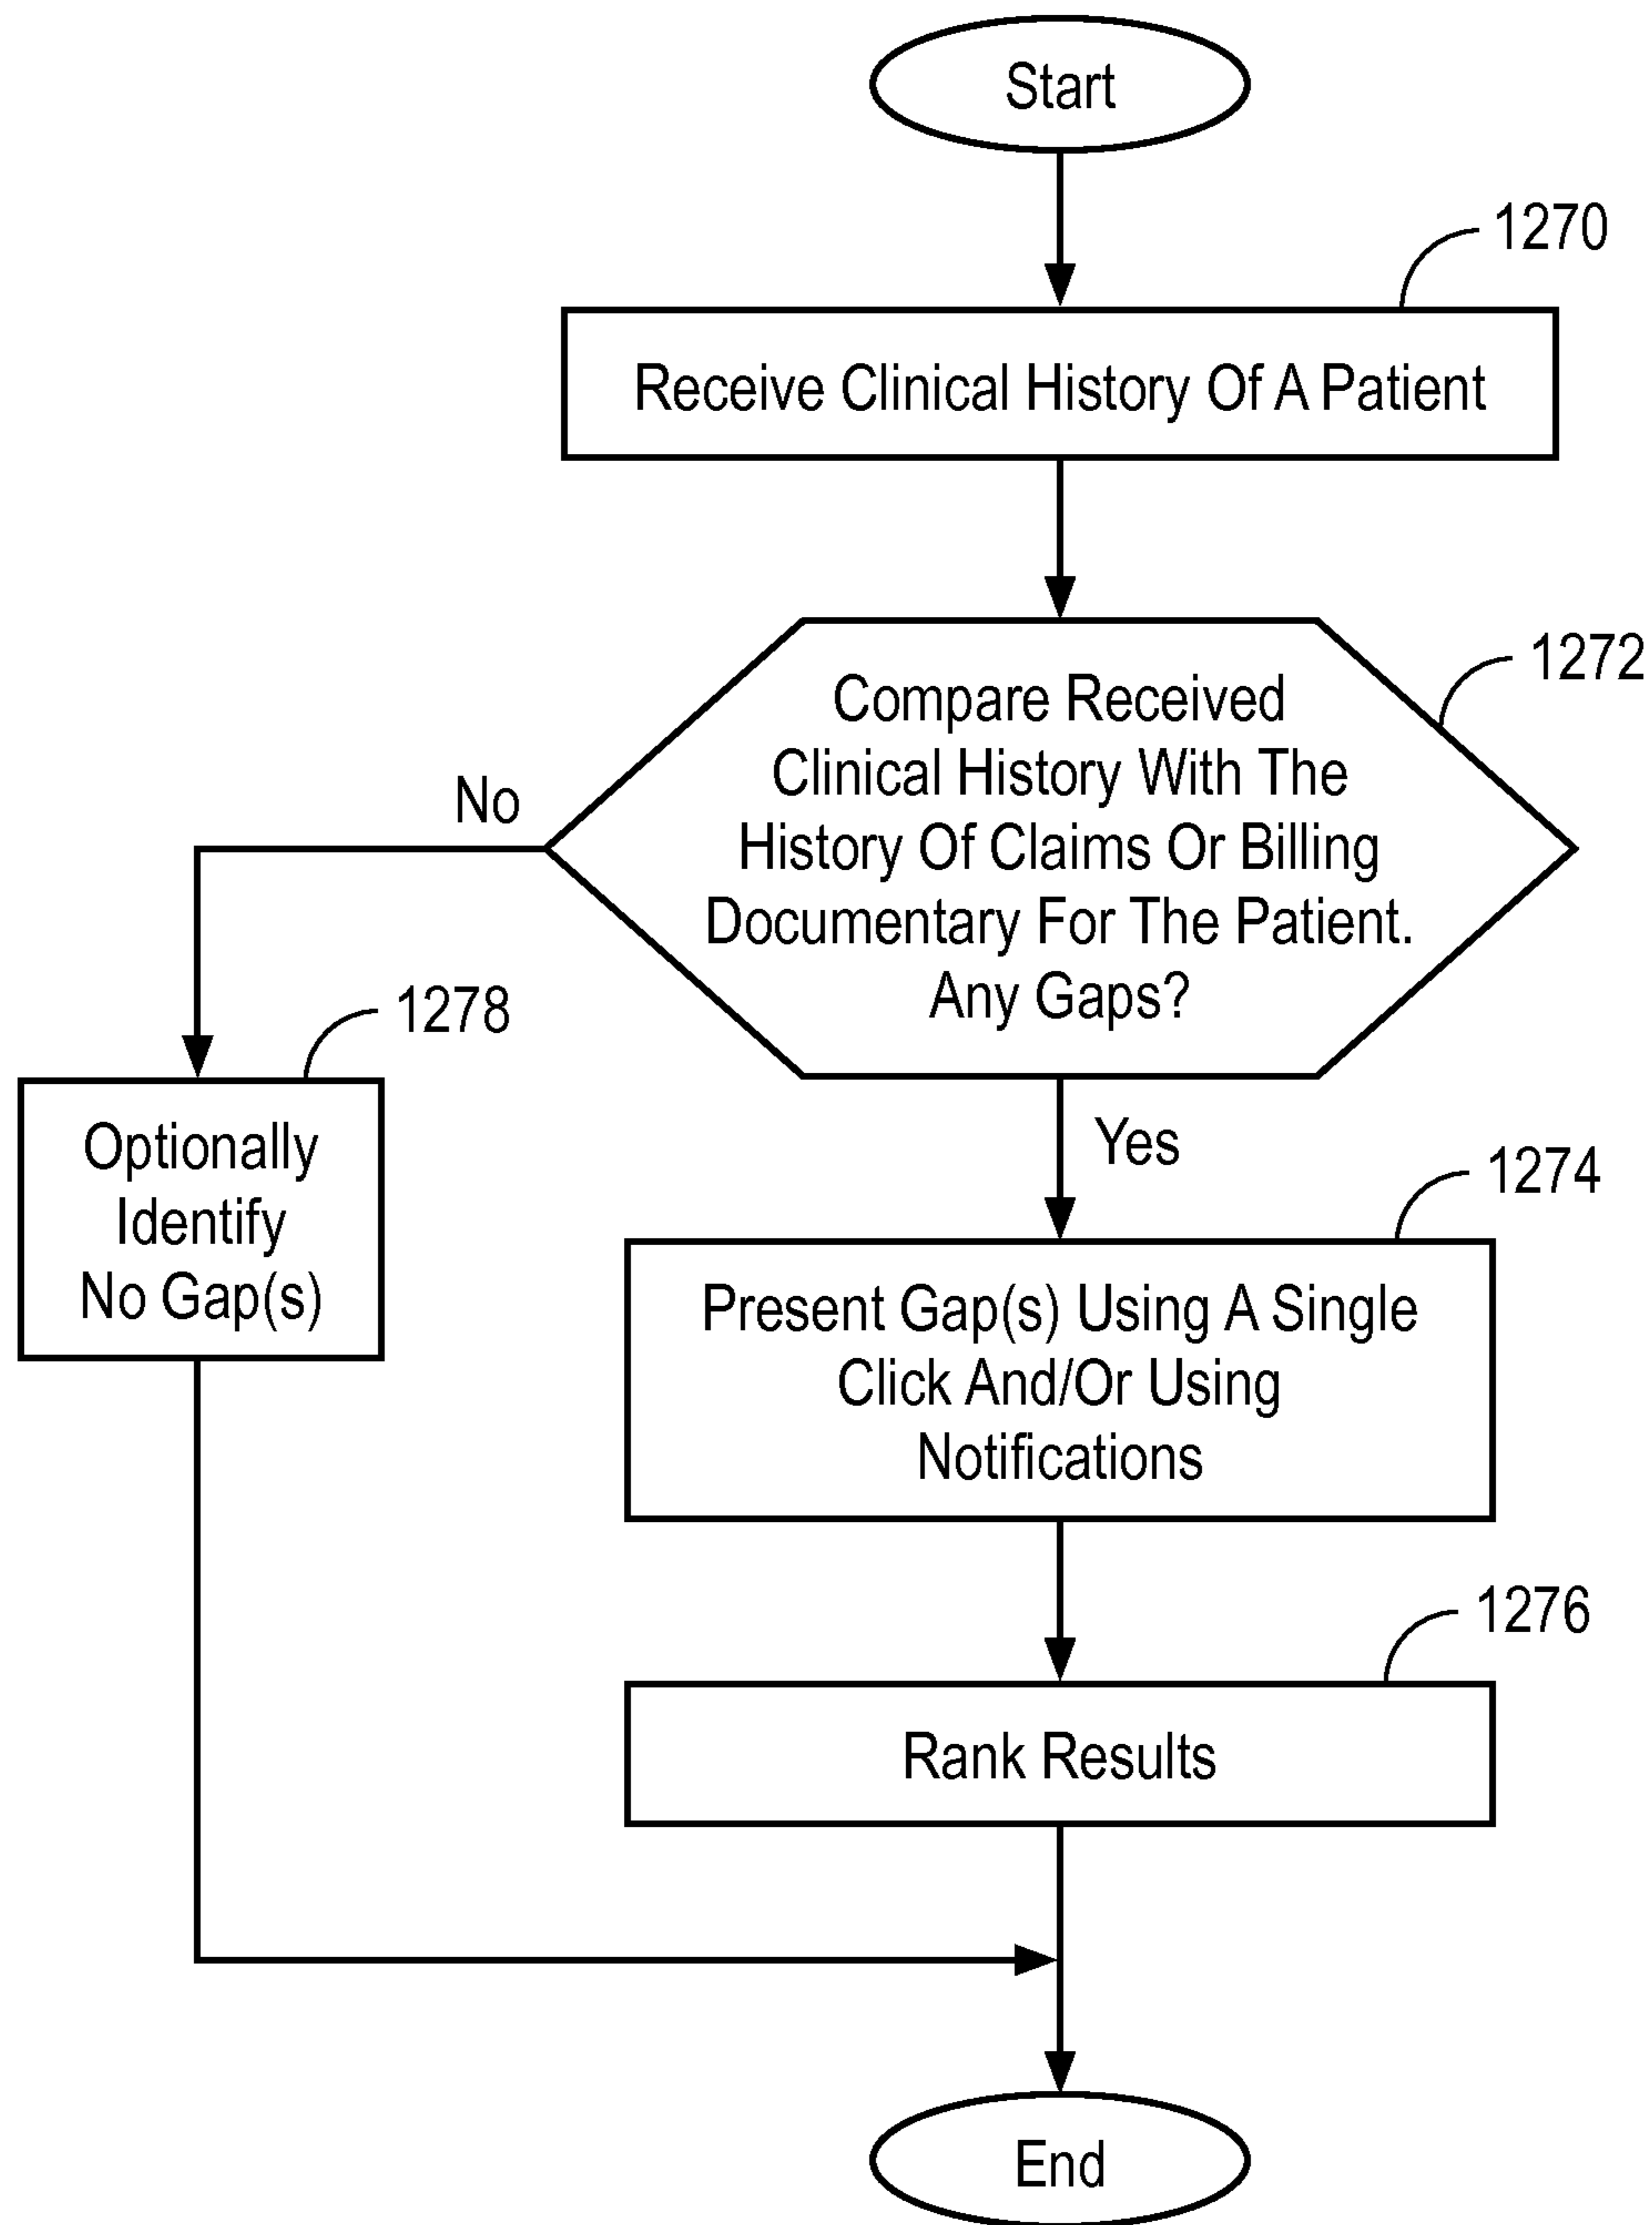 Start
1270
Receive Clinical History Of A Patient
1272
Compare Received
Clinical History With The
History Of Claims Or Billing
Documentary For The Patient.
Any Gaps?
No
Yes
1278
Optionally
Identify
No Gap(s)
1274
Present Gap(s) Using A Single
Click And/Or Using
Notifications
1276
Rank Results
End